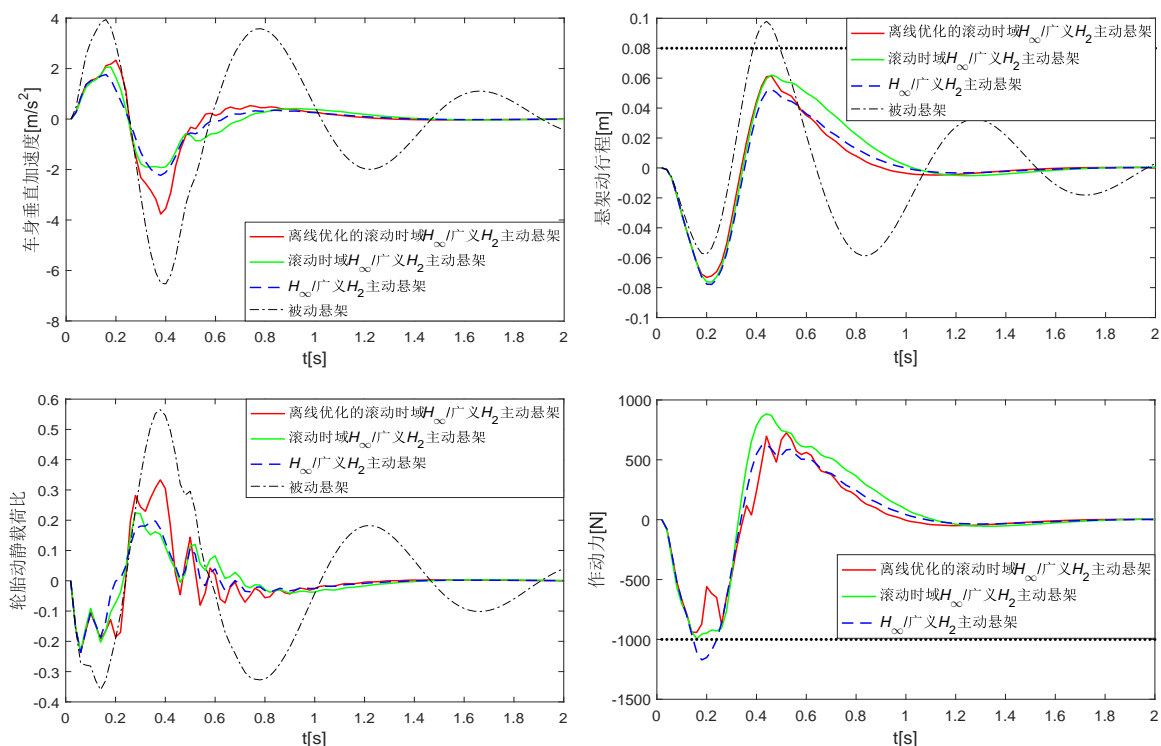 车身垂直加速度[m/s²]
4
2
0
-2
-4
-6
-8
离线优化的滚动时域H∞/广义H₂主动悬架
滚动时域H∞/广义H₂主动悬架
H∞/广义H₂主动悬架
被动悬架
0 0.2 0.4 0.6 0.8 1 1.2 1.4 1.6 1.8 2
t[s]
悬架动行程[m]
0.1
0.08
0.06
0.04
0.02
0
-0.02
-0.04
-0.06
-0.08
-0.1
离线优化的滚动时域H∞/广义H₂主动悬架
滚动时域H∞/广义H₂主动悬架
H∞/广义H₂主动悬架
被动悬架
0 0.2 0.4 0.6 0.8 1 1.2 1.4 1.6 1.8 2
t[s]
轮胎动静载荷比
0.6
0.5
0.4
0.3
0.2
0.1
0
-0.1
-0.2
-0.3
-0.4
离线优化的滚动时域H∞/广义H₂主动悬架
滚动时域H∞/广义H₂主动悬架
H∞/广义H₂主动悬架
被动悬架
0 0.2 0.4 0.6 0.8 1 1.2 1.4 1.6 1.8 2
t[s]
作动力[N]
1000
500
0
-500
-1000
-1500
离线优化的滚动时域H∞/广义H₂主动悬架
滚动时域H∞/广义H₂主动悬架
H∞/广义H₂主动悬架
0 0.2 0.4 0.6 0.8 1 1.2 1.4 1.6 1.8 2
t[s]